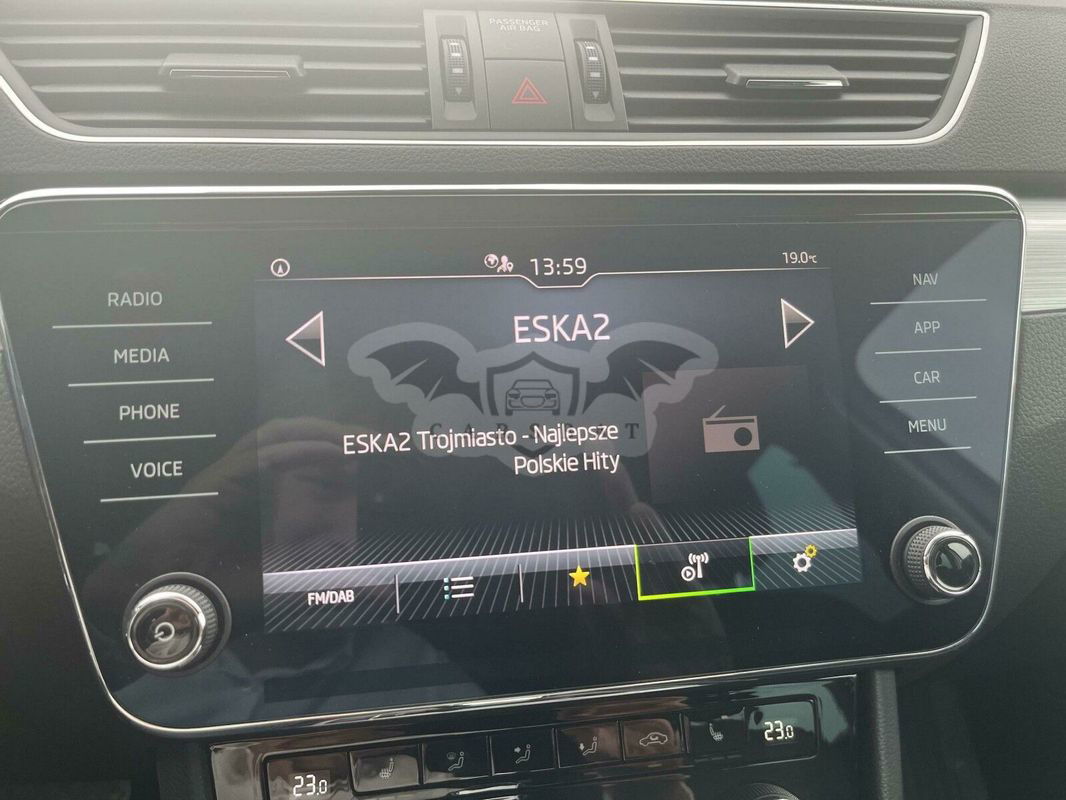 PASSENGER
AIR BAG
13:59
19.0°C
RADIO
MEDIA
PHONE
VOICE
ESKA2
ESKA2 Trojmiasto - Najlepsze
Polskie Hity
NAV
APP
CAR
MENU
FM/DAB
23.0
23.0